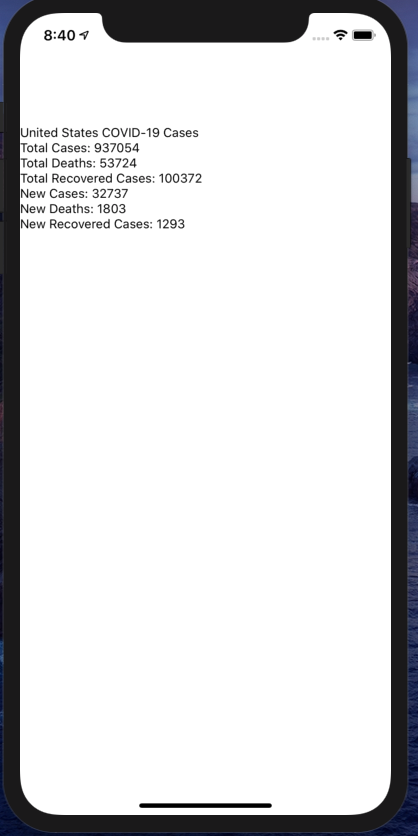 8:40
United States COVID-19 Cases
Total Cases: 937054
Total Deaths: 53724
Total Recovered Cases: 100372
New Cases: 32737
New Deaths: 1803
New Recovered Cases: 1293